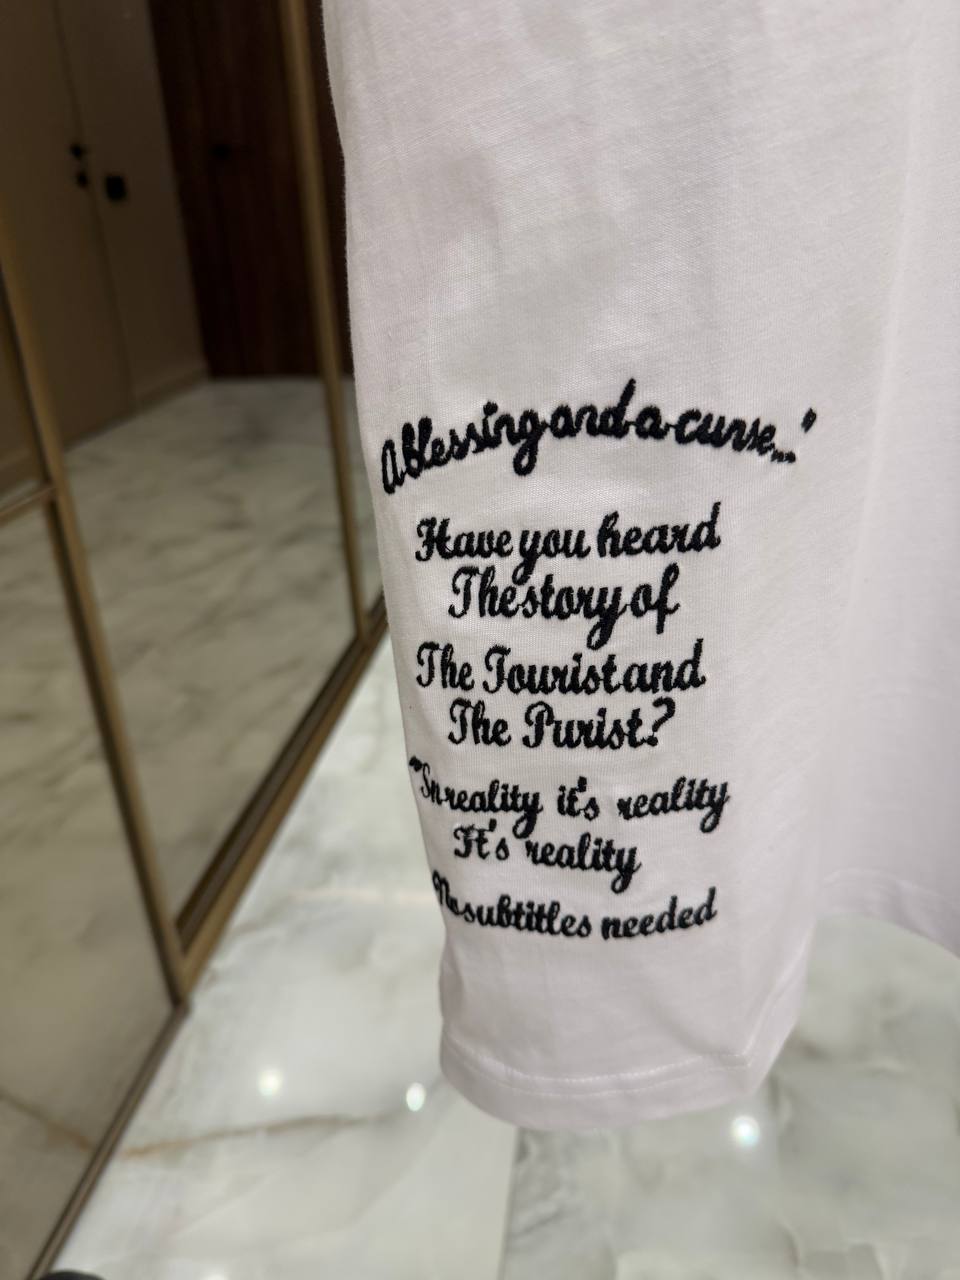 A blessing and a curse..."
Have you heard
The story of
The Tourist and
The Purist?
"In reality it's reality
It's reality
No subtitles needed